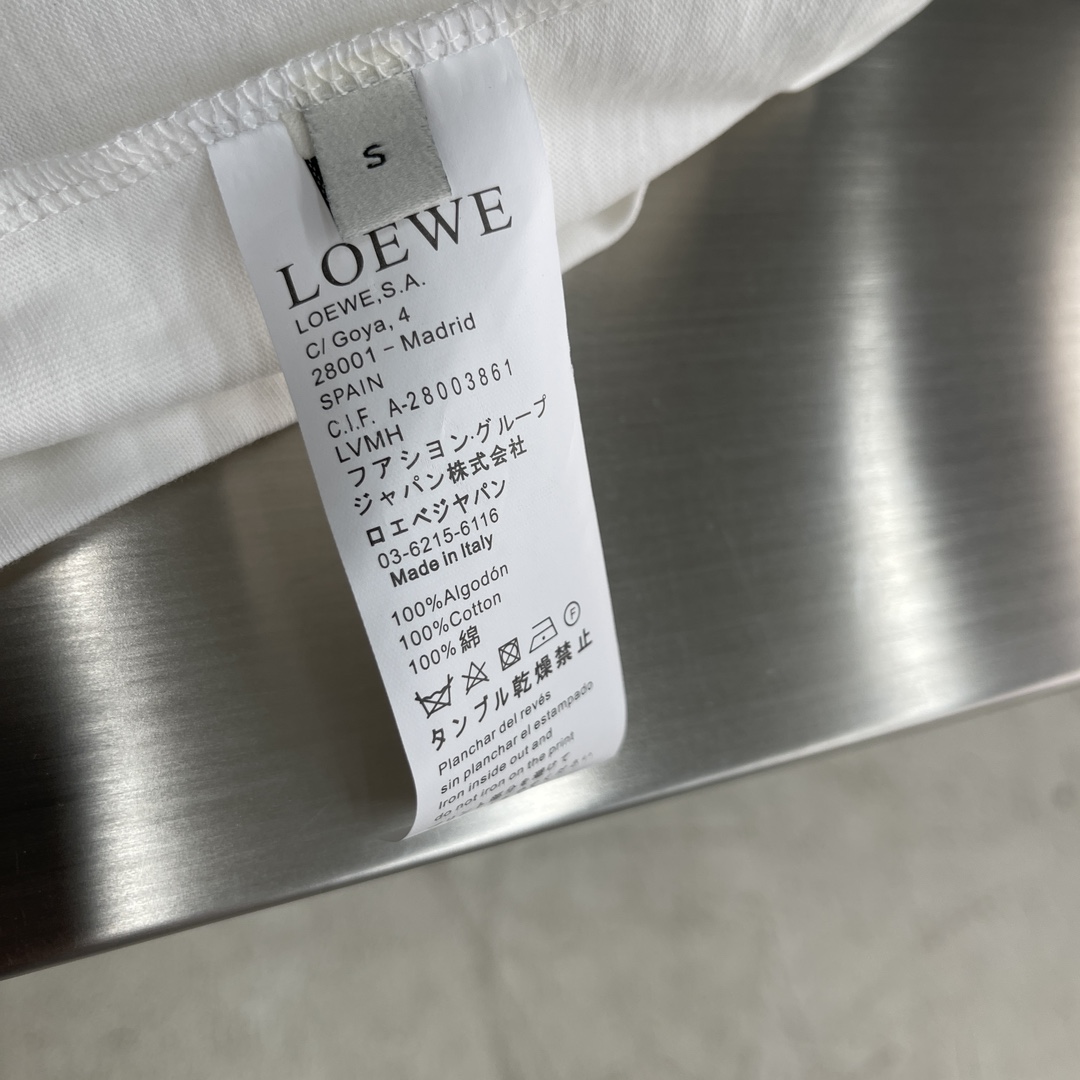 S
LOEWE
LOEWE,S.A.
C/ Goya, 4
28001 – Madrid
SPAIN
C.I.F. A-28003861
LVMH
フアシヨン·グループ
ジャパン株式会社
ロエベジヤパン
03-6215-6116
Made in Italy
100%Algodón
100%Cotton
100%綿
F
タンブル乾燥禁止
Planchar del revés
sin planchar el estampado
Iron inside out and
do not iron on the print